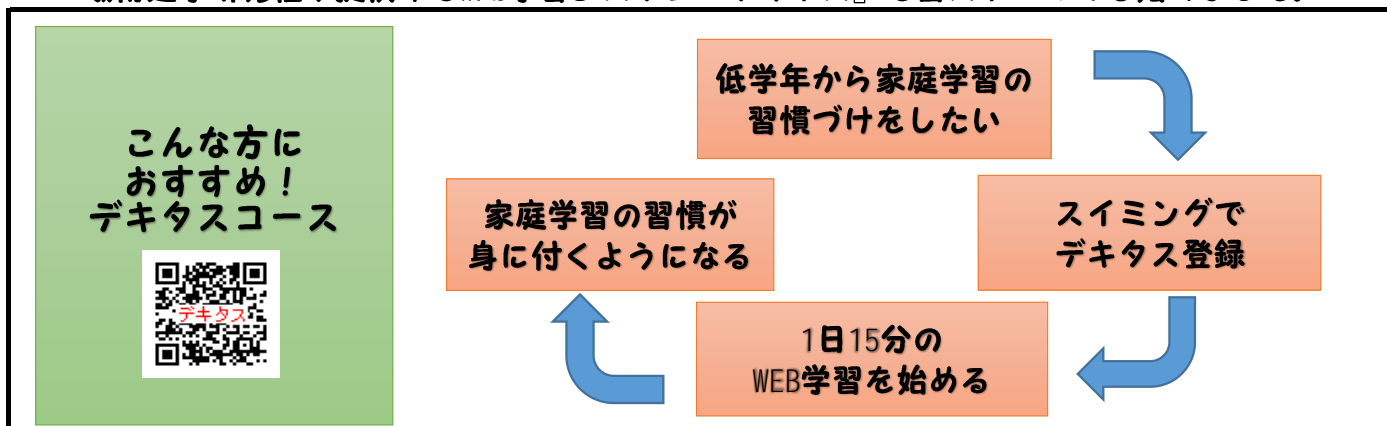 こんな方に
おすすめ！
デキタスコース
デキタス
低学年から家庭学習の
習慣づけをしたい
スイミングで
デキタス登録
1日15分の
WEB学習を始める
家庭学習の習慣が
身に付くようになる